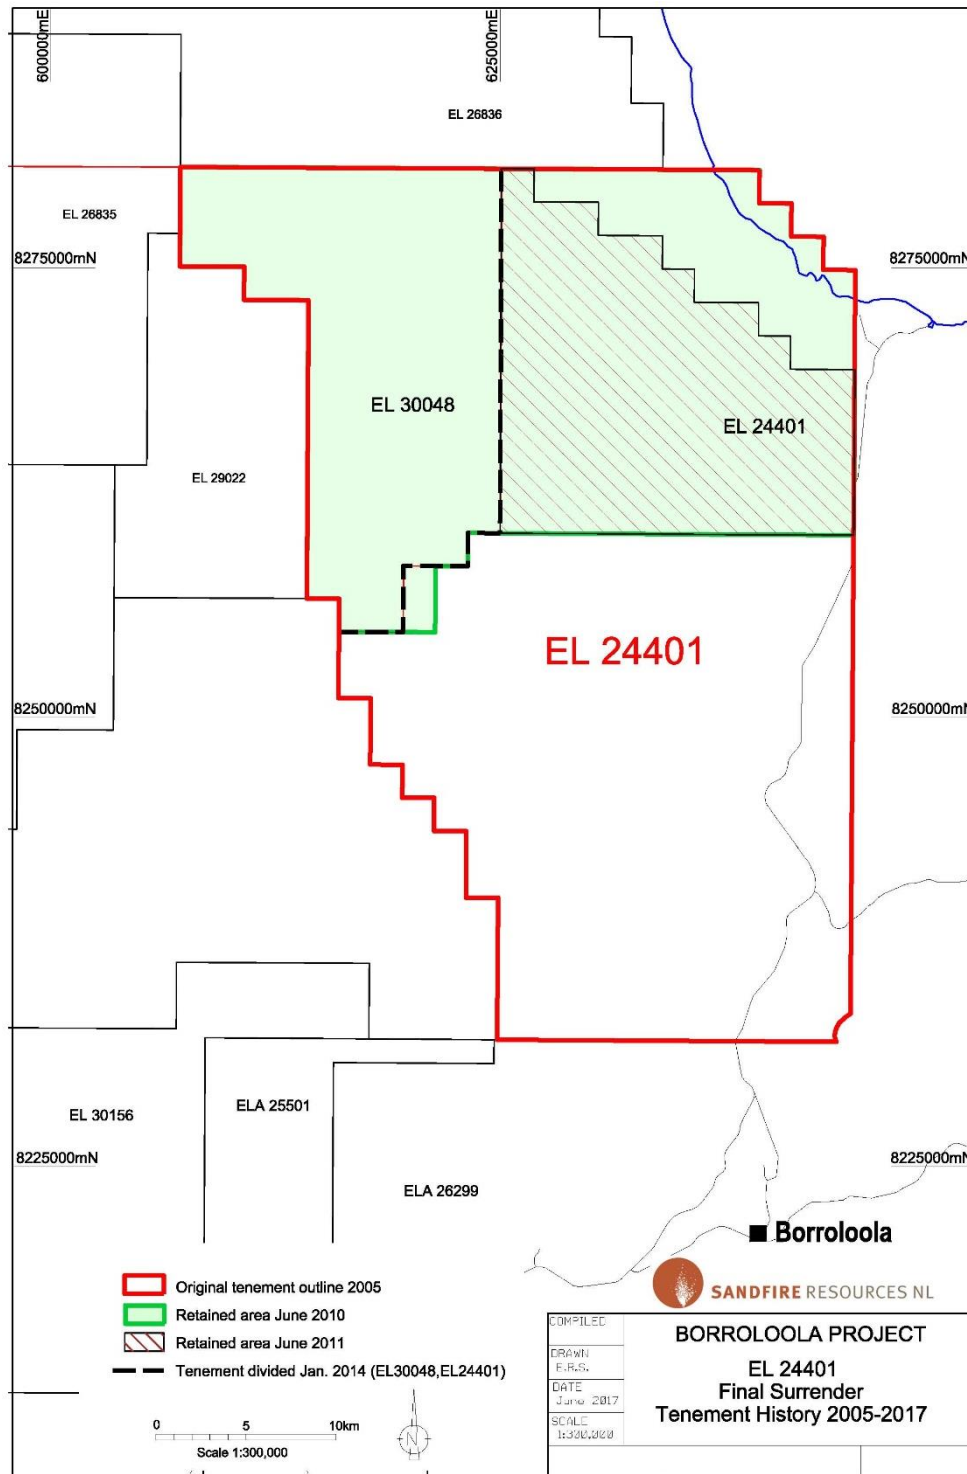 600000mE
625000mE
EL 26836
EL 26835
8275000mN
8275000mN
EL 30048
EL 24401
EL 29022
EL 24401
8250000mN
8250000mN
EL 30156
ELA 25501
8225000mN
8225000mN
ELA 26299
Borroloola
Original tenement outline 2005
Retained area June 2010
Retained area June 2011
Tenement divided Jan. 2014 (EL30048,EL24401)
0 5 10km
Scale 1:300,000
N
SANDFIRE RESOURCES NL
COMPILED
DRAWN
E.R.S.
DATE
June 2017
SCALE
1:300,000
BORROLOOLA PROJECT
EL 24401
Final Surrender
Tenement History 2005-2017